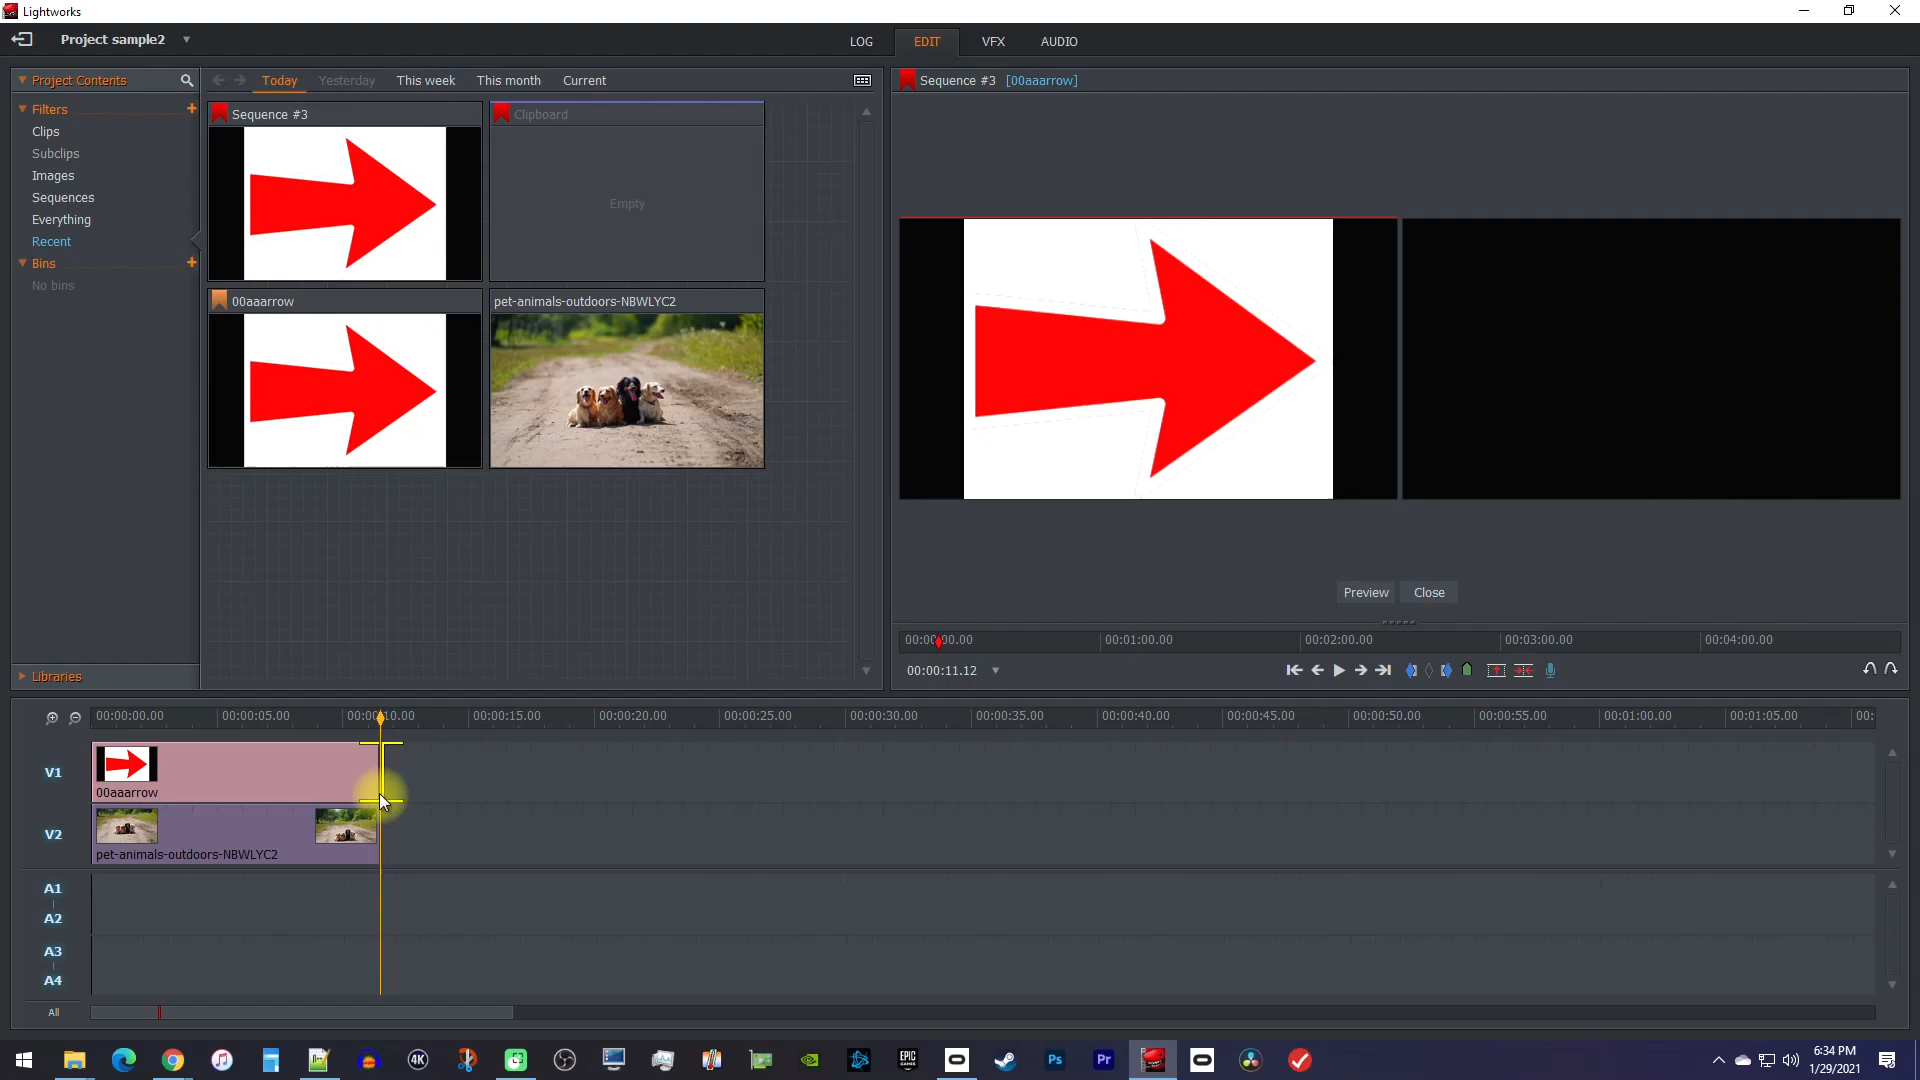 Lightworks
Project sample2
LOG
EDIT
VFX
AUDIO
Project Contents
Today
Yesterday
This week
This month
Current
Sequence #3 [00aaarrow]
Filters
Clips
Subclips
Images
Sequences
Everything
Recent
Bins
No bins
Libraries
Sequence #3
Clipboard
Empty
00aaarrow
pet-animals-outdoors-NBWLYC2
Preview
Close
00:00:00.00
00:01:00.00
00:02:00.00
00:03:00.00
00:04:00.00
00:00:11.12
00:00:00.00
00:00:05.00
00:00:10.00
00:00:15.00
00:00:20.00
00:00:25.00
00:00:30.00
00:00:35.00
00:00:40.00
00:00:45.00
00:00:50.00
00:00:55.00
00:01:00.00
00:01:05.00
00:
V1
00aaarrow
V2
pet-animals-outdoors-NBWLYC2
A1
A2
A3
A4
All
4K
EPIC
GAMES
Ps
Pr
6:34 PM
1/29/2021